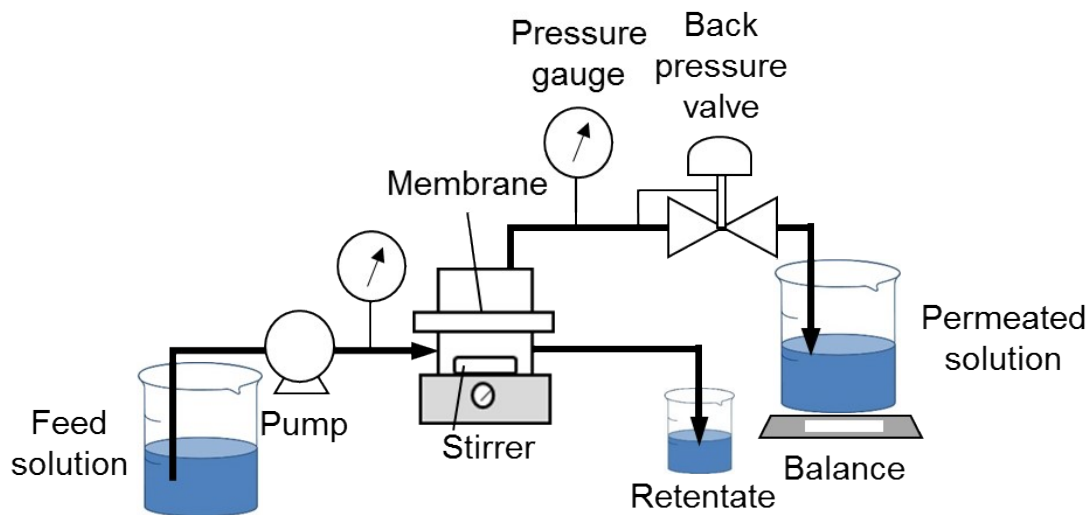 Pressure
gauge
Back
pressure
valve
Membrane
Permeated
solution
Feed
solution
Pump
Stirrer
Retentate
Balance